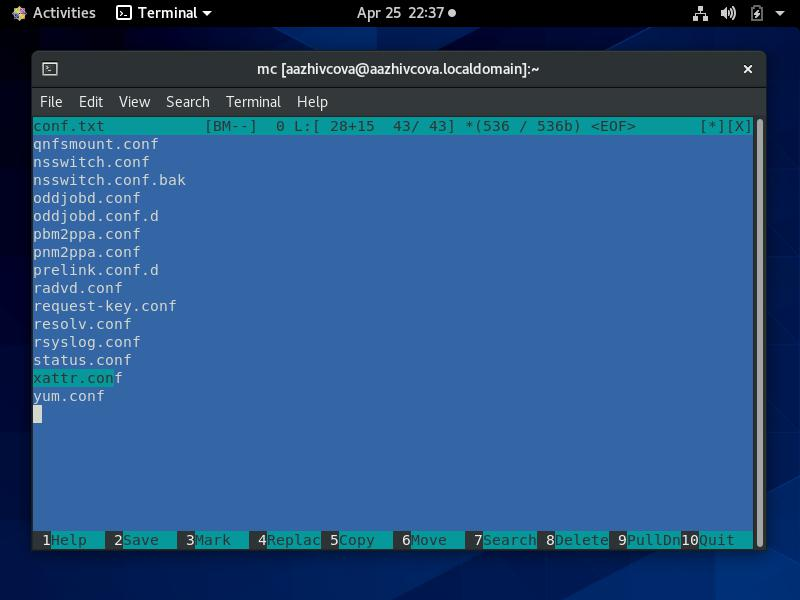 Activities Terminal Apr 25 22:37
mc [aazhivcova@aazhivcova.localdomain]:~ ×
File Edit View Search Terminal Help
conf.txt [BM--] 0 L:[ 28+15 43/ 43] *(536 / 536b) <EOF> [*][X]
qnfsmount.conf
nsswitch.conf
nsswitch.conf.bak
oddjobd.conf
oddjobd.conf.d
pbm2ppa.conf
pnm2ppa.conf
prelink.conf.d
radvd.conf
request-key.conf
resolv.conf
rsyslog.conf
status.conf
xattr.conf
yum.conf
1Help 2Save 3Mark 4Replac 5Copy 6Move 7Search 8Delete 9PullDn 10Quit